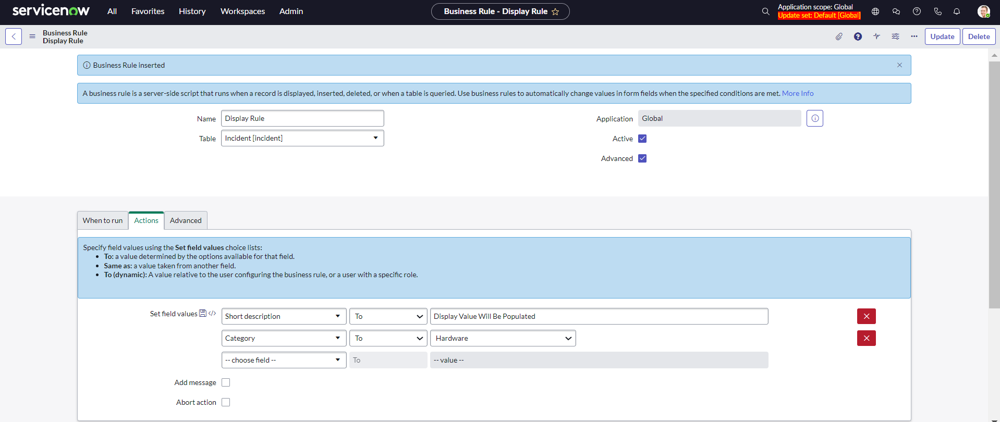 servicenow All Favorites History Workspaces Admin Business Rule - Display Rule Application scope: Global
Update set: Default [Global]
Business Rule
Display Rule
Update Delete
Business Rule inserted
A business rule is a server-side script that runs when a record is displayed, inserted, deleted, or when a table is queried. Use business rules to automatically change values in form fields when the specified conditions are met. More Info
Name Display Rule Application Global
Table Incident [incident] Active
Advanced
When to run Actions Advanced
Specify field values using the Set field values choice lists:
• To: a value determined by the options available for that field.
• Same as: a value taken from another field.
• To (dynamic): A value relative to the user configuring the business rule, or a user with a specific role.
Set field values Short description To Display Value Will Be Populated
Category To Hardware
-- choose field -- To -- value --
Add message
Abort action